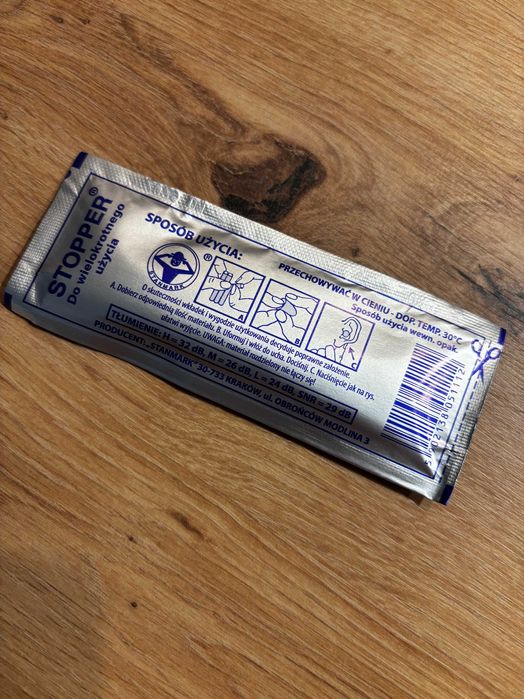 STOPPER®
Do wielokrotnego
użycia
SPOSÓB UŻYCIA:
STANMARK
®
A
B
C
PRZECHOWYWAĆ W CIENIU - DOP. TEMP. 30°C
Sposób użycia wewn. opak.
O skuteczności wkładek i wygodzie użytkowania decyduje poprawne założenie.
A. Dobierz odpowiednią ilość materiału. B. Uformuj i włóż do ucha. Dociśnij. C. Naciśnięcie jak na rys.
ułatwi wyjęcie. UWAGA: materiał rozdzielony nie łączy się!
TŁUMIENIE: H = 32 dB, M = 26 dB, L = 24 dB, SNR = 29 dB
PRODUCENT: „STANMARK" 30-733 KRAKÓW, ul. OBROŃCÓW MODLINA 3